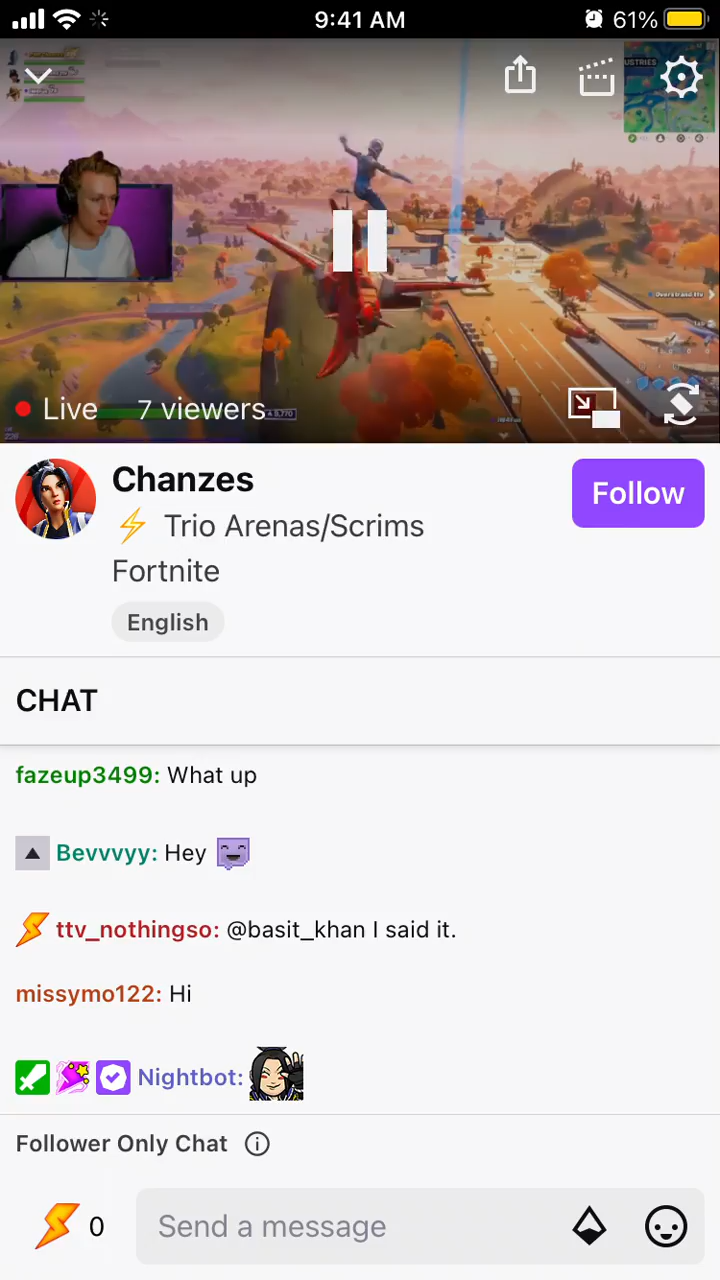 9:41 AM
61%
USTRIES
Live
7 viewers
Chanzes
Follow
Trio Arenas/Scrims
Fortnite
English
CHAT
fazeup3499: What up
Bevvvyy: Hey
ttv_nothingso: @basit_khan I said it.
missymo122: Hi
Nightbot:
Follower Only Chat
0
Send a message